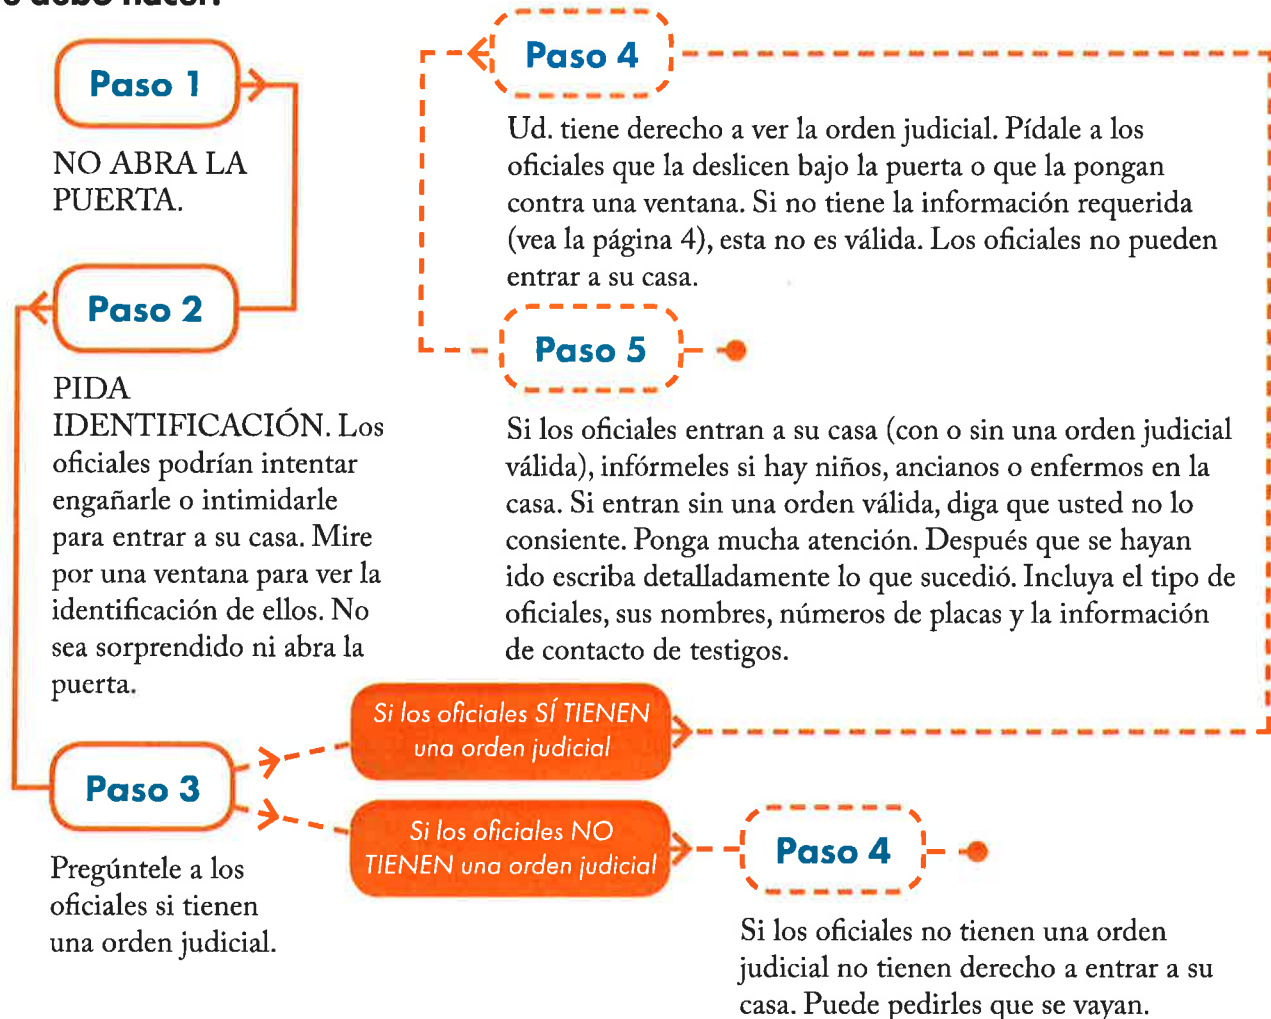 debo hacer?
Paso 1
NO ABRA LA
PUERTA.
Paso 2
PIDA
IDENTIFICACIÓN. Los
oficiales podrían intentar
engañarle o intimidarle
para entrar a su casa. Mire
por una ventana para ver la
identificación de ellos. No
sea sorprendido ni abra la
puerta.
Paso 3
Pregúntele a los
oficiales si tienen
una orden judicial.
Si los oficiales SÍ TIENEN
una orden judicial
Paso 4
Ud. tiene derecho a ver la orden judicial. Pídale a los
oficiales que la deslicen bajo la puerta o que la pongan
contra una ventana. Si no tiene la información requerida
(vea la página 4), esta no es válida. Los oficiales no pueden
entrar a su casa.
Paso 5
Si los oficiales entran a su casa (con o sin una orden judicial
válida), infórmeles si hay niños, ancianos o enfermos en la
casa. Si entran sin una orden válida, diga que usted no lo
consiente. Ponga mucha atención. Después que se hayan
ido escriba detalladamente lo que sucedió. Incluya el tipo de
oficiales, sus nombres, números de placas y la información
de contacto de testigos.
Si los oficiales NO
TIENEN una orden judicial
Paso 4
Si los oficiales no tienen una orden
judicial no tienen derecho a entrar a su
casa. Puede pedirles que se vayan.